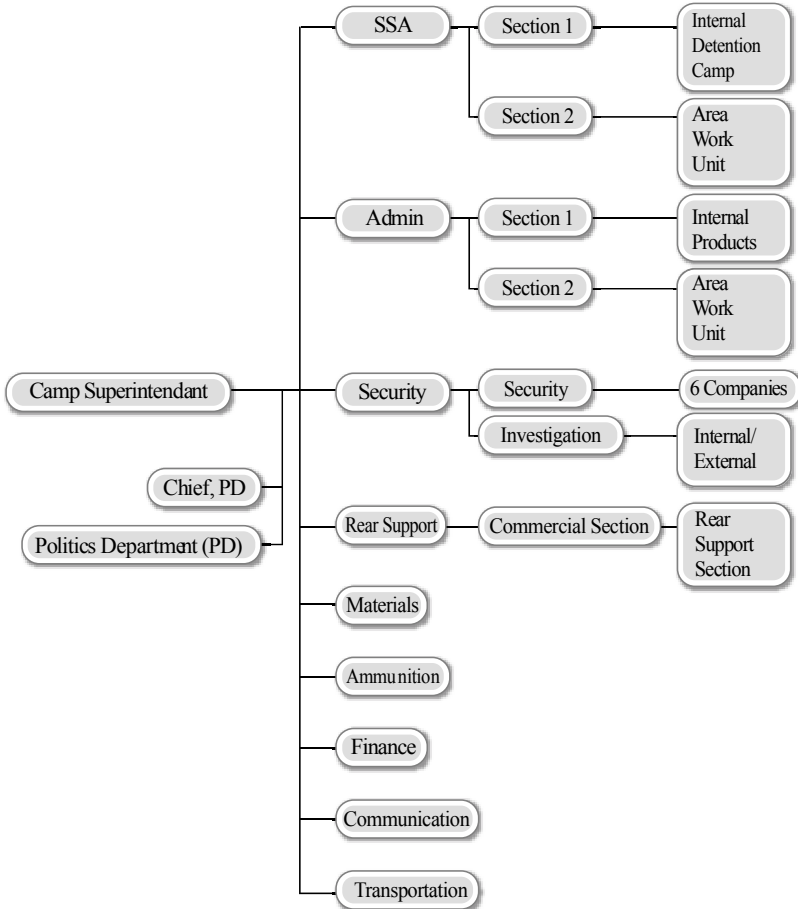 SSA
Section 1
Internal
Detention
Camp
Section 2
Area
Work
Unit
Admin
Section 1
Internal
Products
Section 2
Area
Work
Unit
Camp Superintendant
Security
Security
6 Companies
Investigation
Internal/
External
Chief, PD
Politics Department (PD)
Rear Support
Commercial Section
Rear
Support
Section
Materials
Ammunition
Finance
Communication
Transportation